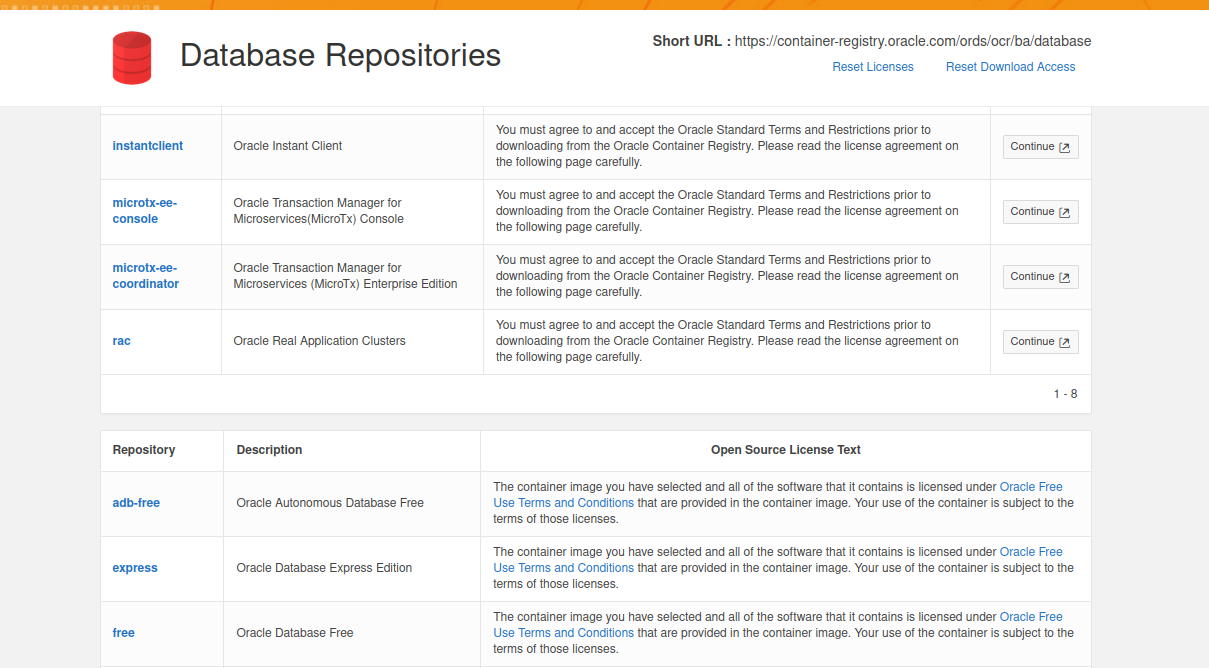 Database Repositories
Short URL : https://container-registry.oracle.com/ords/ocr/ba/database
Reset Licenses Reset Download Access
instantclient
Oracle Instant Client
You must agree to and accept the Oracle Standard Terms and Restrictions prior to
downloading from the Oracle Container Registry. Please read the license agreement on
the following page carefully.
Continue
microtx-ee-
console
Oracle Transaction Manager for
Microservices(MicroTx) Console
You must agree to and accept the Oracle Standard Terms and Restrictions prior to
downloading from the Oracle Container Registry. Please read the license agreement on
the following page carefully.
Continue
microtx-ee-
coordinator
Oracle Transaction Manager for
Microservices (MicroTx) Enterprise Edition
You must agree to and accept the Oracle Standard Terms and Restrictions prior to
downloading from the Oracle Container Registry. Please read the license agreement on
the following page carefully.
Continue
rac
Oracle Real Application Clusters
You must agree to and accept the Oracle Standard Terms and Restrictions prior to
downloading from the Oracle Container Registry. Please read the license agreement on
the following page carefully.
Continue
1 - 8
Repository Description Open Source License Text
adb-free
Oracle Autonomous Database Free
The container image you have selected and all of the software that it contains is licensed under Oracle Free
Use Terms and Conditions that are provided in the container image. Your use of the container is subject to the
terms of those licenses.
express
Oracle Database Express Edition
The container image you have selected and all of the software that it contains is licensed under Oracle Free
Use Terms and Conditions that are provided in the container image. Your use of the container is subject to the
terms of those licenses.
free
Oracle Database Free
The container image you have selected and all of the software that it contains is licensed under Oracle Free
Use Terms and Conditions that are provided in the container image. Your use of the container is subject to the
terms of those licenses.